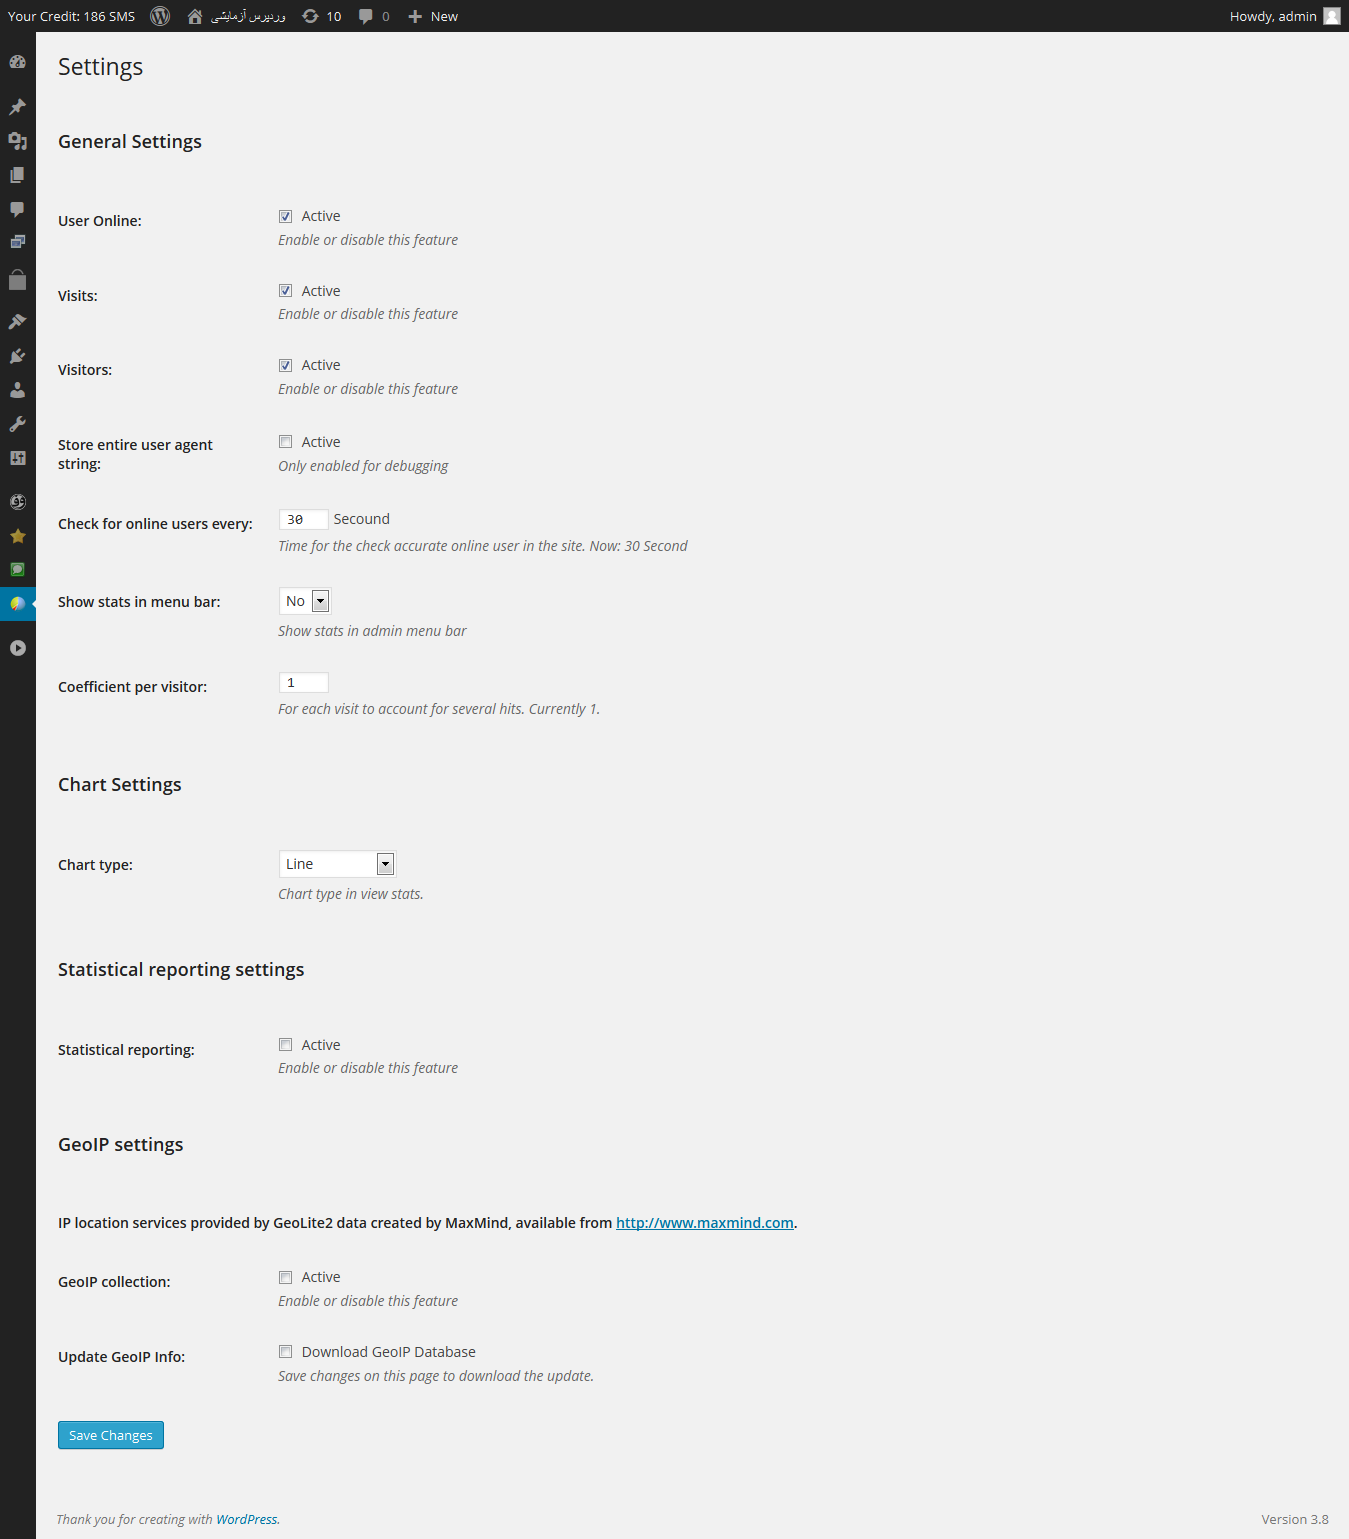 Your Credit: 186 SMS وردپرس آزمایشی 10 0 New Howdy, admin
Settings
General Settings
User Online: Active
Enable or disable this feature
Visits: Active
Enable or disable this feature
Visitors: Active
Enable or disable this feature
Store entire user agent string: Active
Only enabled for debugging
Check for online users every: 30 Secound
Time for the check accurate online user in the site. Now: 30 Second
Show stats in menu bar: No
Show stats in admin menu bar
Coefficient per visitor: 1
For each visit to account for several hits. Currently 1.
Chart Settings
Chart type: Line
Chart type in view stats.
Statistical reporting settings
Statistical reporting: Active
Enable or disable this feature
GeoIP settings
IP location services provided by GeoLite2 data created by MaxMind, available from http://www.maxmind.com.
GeoIP collection: Active
Enable or disable this feature
Update GeoIP Info: Download GeoIP Database
Save changes on this page to download the update.
Save Changes
Thank you for creating with WordPress. Version 3.8